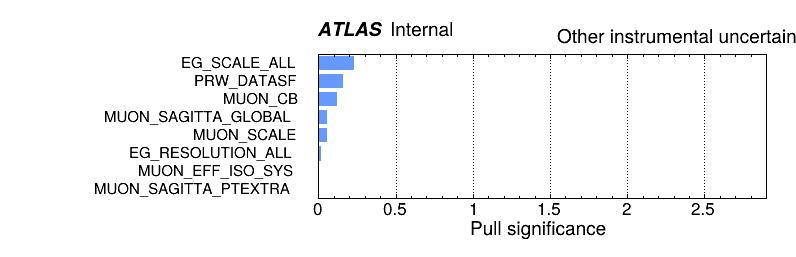 ATLAS Internal
Other instrumental uncertain
EG_SCALE_ALL
PRW_DATASF
MUON_CB
MUON_SAGITTA_GLOBAL
MUON_SCALE
EG_RESOLUTION_ALL
MUON_EFF_ISO_SYS
MUON_SAGITTA_PTEXTRA
0 0.5 1 1.5 2 2.5
Pull significance